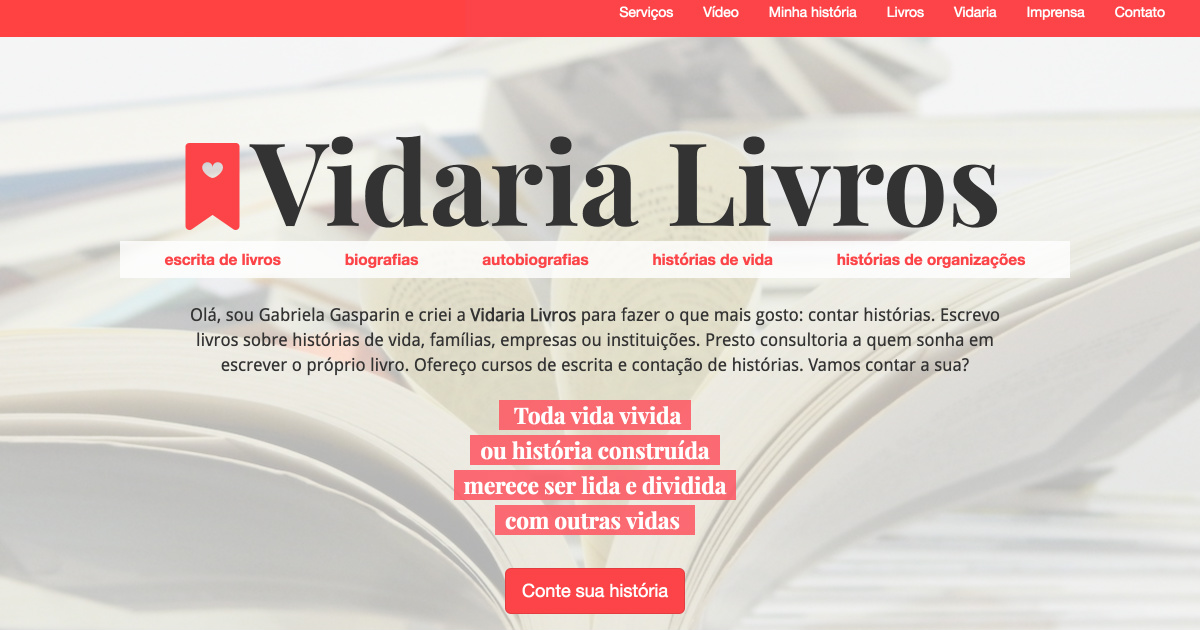 Serviços Vídeo Minha história Livros Vidaria Imprensa Contato
Vidaria Livros
escrita de livros biografias autobiografias histórias de vida histórias de organizações
Olá, sou Gabriela Gasparin e criei a Vidaria Livros para fazer o que mais gosto: contar histórias. Escrevo
livros sobre histórias de vida, famílias, empresas ou instituições. Presto consultoria a quem sonha em
escrever o próprio livro. Ofereço cursos de escrita e contação de histórias. Vamos contar a sua?
Toda vida vivida
ou história construída
merece ser lida e dividida
com outras vidas
Conte sua história